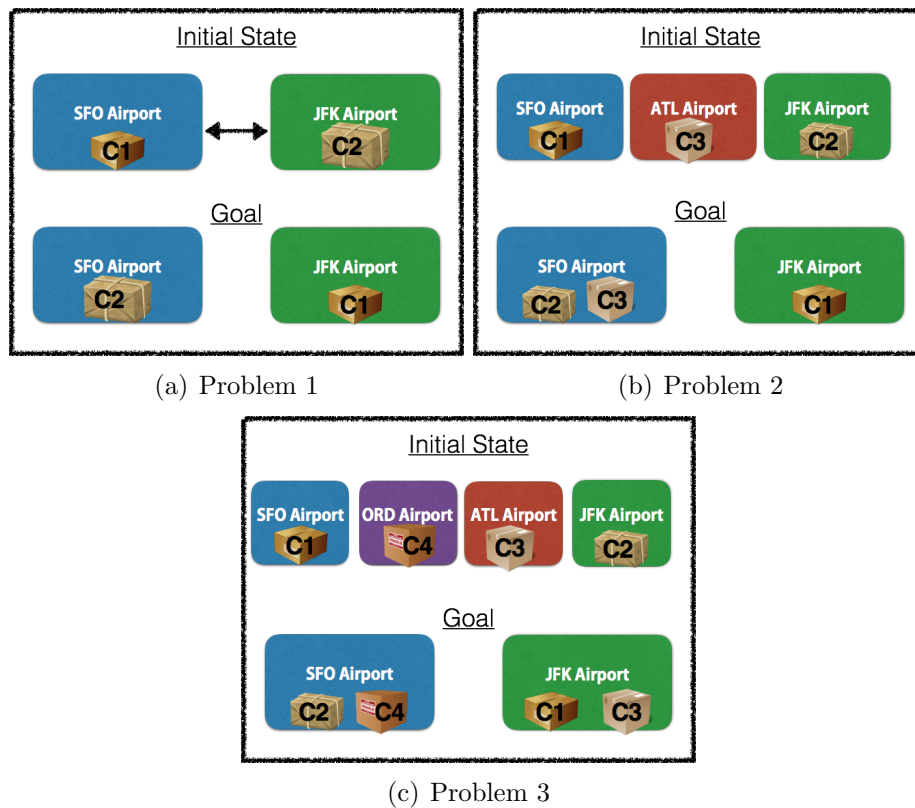 Initial State
SFO Airport JFK Airport
C1 C2
Goal
SFO Airport JFK Airport
C2 C1
(a) Problem 1
Initial State
SFO Airport ATL Airport JFK Airport
C1 C3 C2
Goal
SFO Airport JFK Airport
C2 C3 C1
(b) Problem 2
Initial State
SFO Airport ORD Airport ATL Airport JFK Airport
C1 C4 C3 C2
Goal
SFO Airport JFK Airport
C2 C4 C1 C3
(c) Problem 3